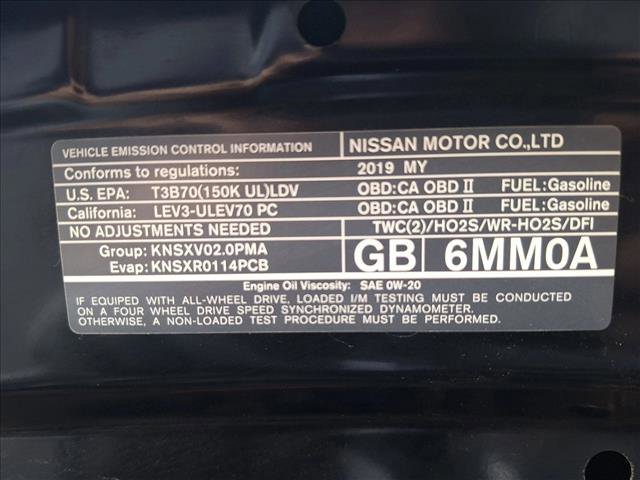 VEHICLE EMISSION CONTROL INFORMATION NISSAN MOTOR CO.,LTD
Conforms to regulations: 2019 MY
U.S. EPA: T3B70(150K UL)LDV OBD:CA OBD II FUEL:Gasoline
California: LEV3-ULEV70 PC OBD:CA OBD II FUEL:Gasoline
NO ADJUSTMENTS NEEDED TWC(2)/HO2S/WR-HO2S/DFI
Group: KNSXV02.0PMA GB 6MM0A
Evap: KNSXR0114PCB
Engine Oil Viscosity: SAE 0W-20
IF EQUIPED WITH ALL-WHEEL DRIVE, LOADED I/M TESTING MUST BE CONDUCTED
ON A FOUR WHEEL DRIVE SPEED SYNCHRONIZED DYNAMOMETER.
OTHERWISE, A NON-LOADED TEST PROCEDURE MUST BE PERFORMED.